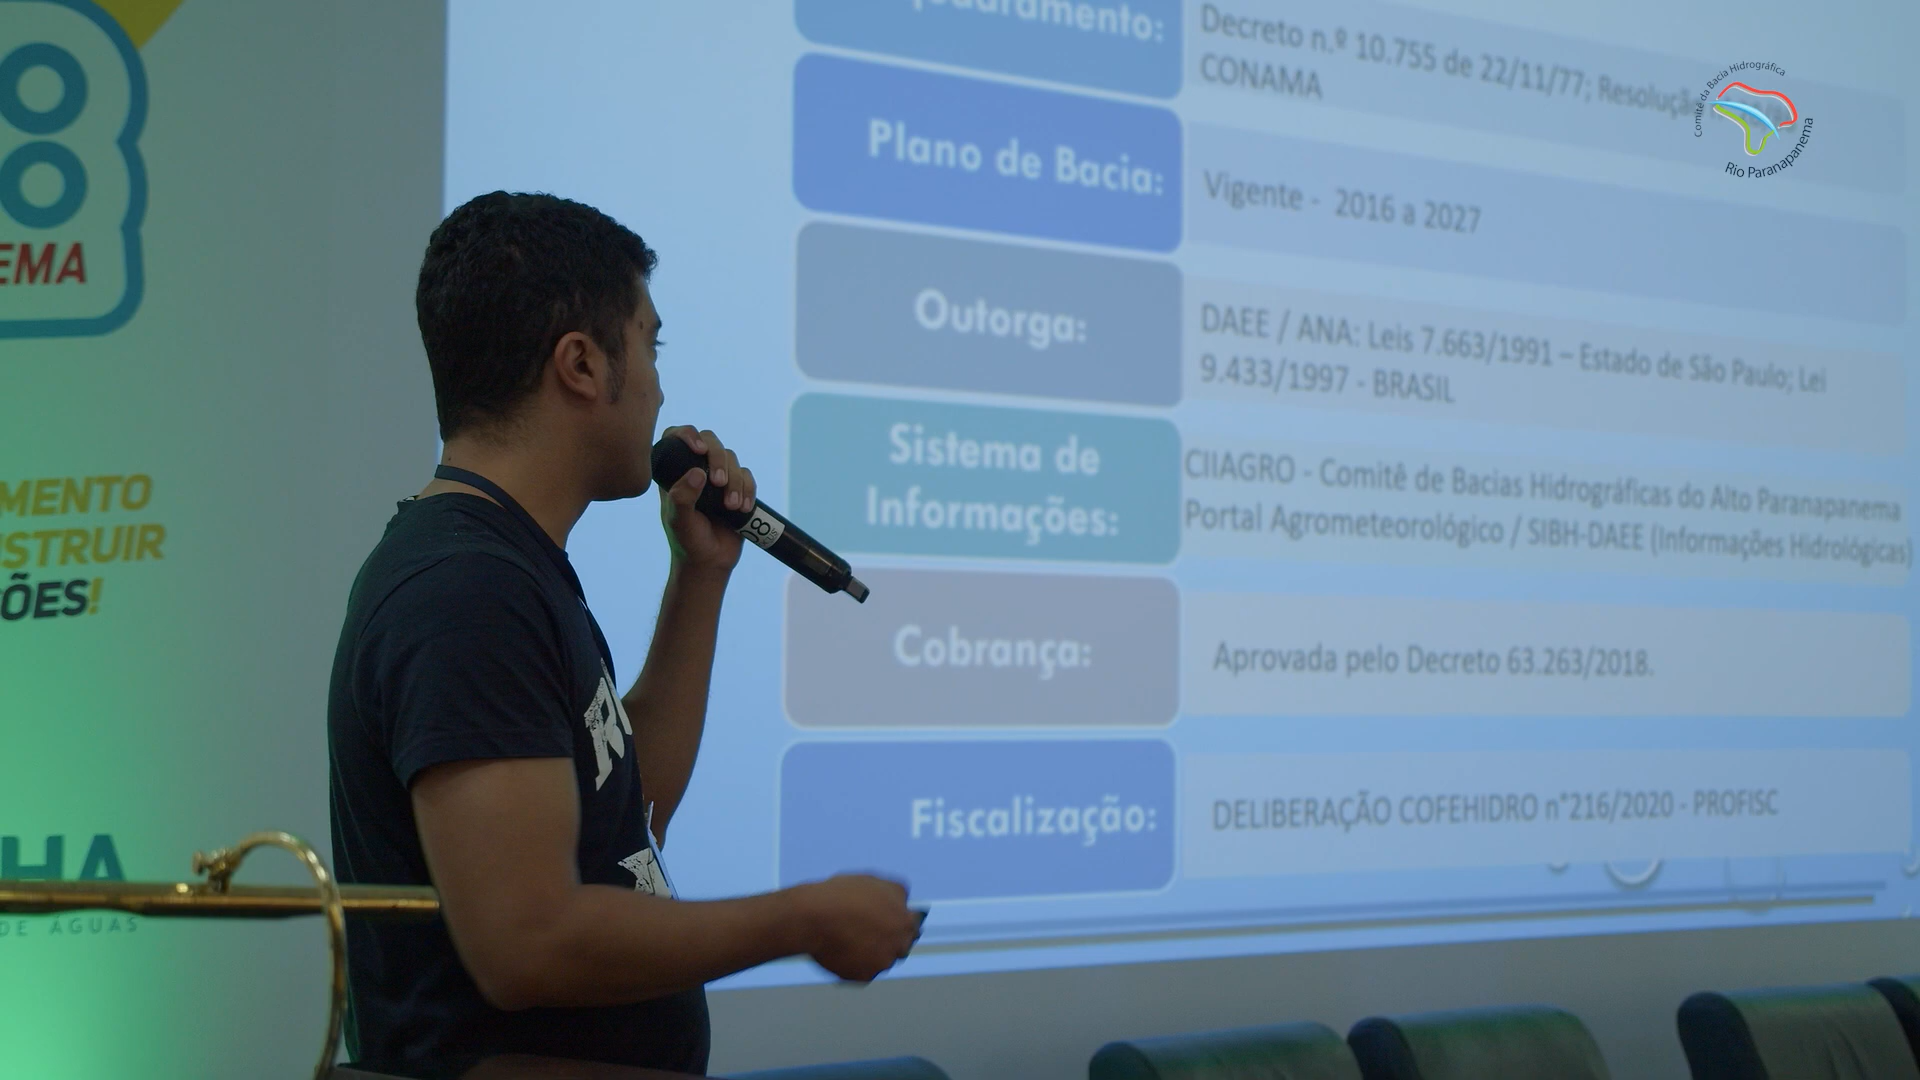 EMA
MENTO
STRUIR
ÕES!
HA
DE ÁGUAS
08
quadramento:
Decreto n.º 10.755 de 22/11/77; Resolução
CONAMA
Plano de Bacia:
Vigente - 2016 a 2027
Outorga:
DAEE / ANA: Leis 7.663/1991 – Estado de São Paulo; Lei
9.433/1997 - BRASIL
Sistema de
Informações:
CIIAGRO - Comitê de Bacias Hidrográficas do Alto Paranapanema
Portal Agrometeorológico / SIBH-DAEE (Informações Hidrológicas)
Cobrança:
Aprovada pelo Decreto 63.263/2018.
Fiscalização:
DELIBERAÇÃO COFEHIDRO n°216/2020 - PROFISC
Comitê da Bacia Hidrográfica
Rio Paranapanema